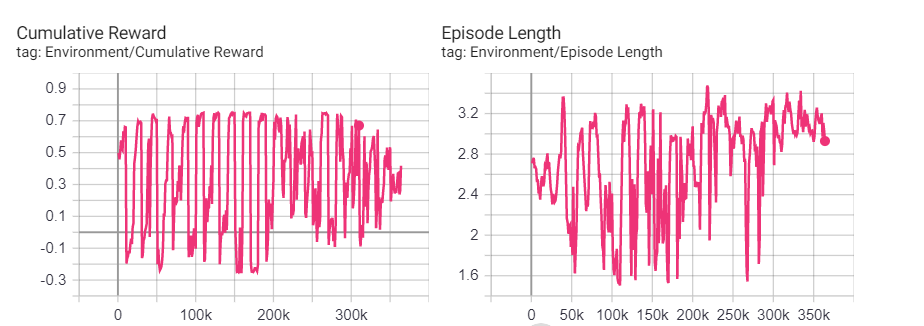 Cumulative Reward
tag: Environment/Cumulative Reward
0.9
0.7
0.5
0.3
0.1
-0.1
-0.3
0 100k 200k 300k
Episode Length
tag: Environment/Episode Length
3.2
2.8
2.4
2
1.6
0 50k 100k 150k 200k 250k 300k 350k